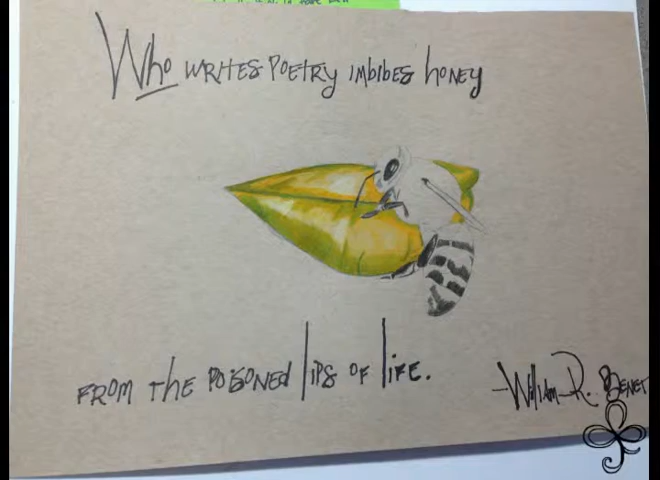 Who WRITES POETRY IMBIBES HONEY
FROM THE POISONED LIPS OF LIFE.
-William-R. BENET